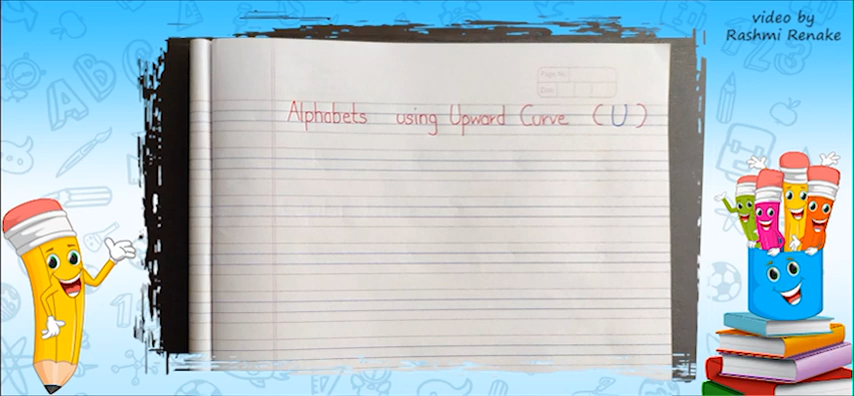 video by
Rashmi Renake
Page No.
Date
Alphabets using Upward Curve (U)